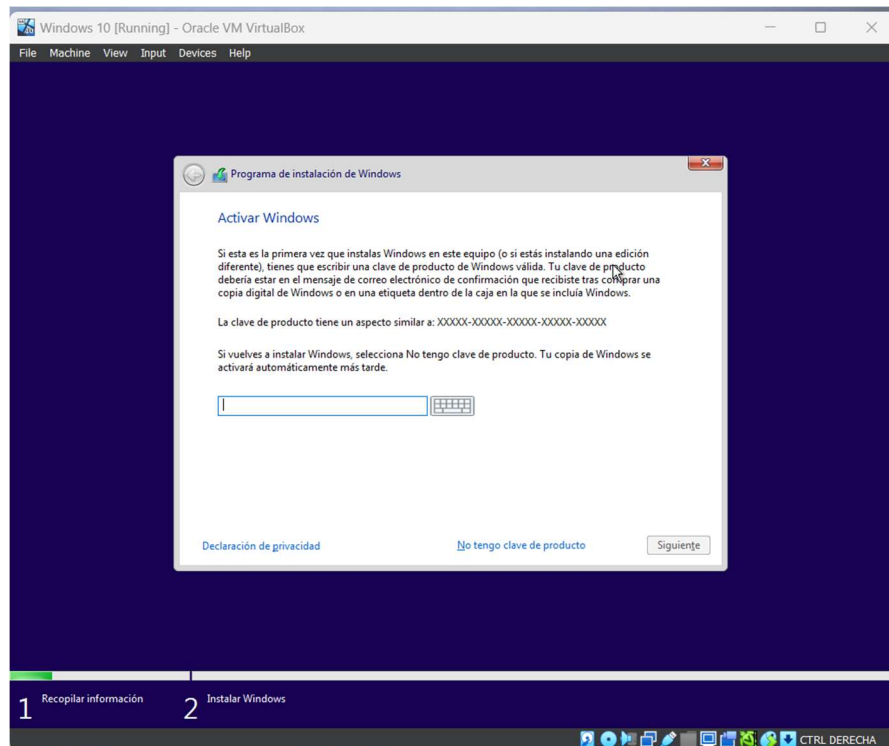 Windows 10 [Running] - Oracle VM VirtualBox
File Machine View Input Devices Help
Programa de instalación de Windows
Activar Windows
Si esta es la primera vez que instalas Windows en este equipo (o si estás instalando una edición
diferente), tienes que escribir una clave de producto de Windows válida. Tu clave de producto
debería estar en el mensaje de correo electrónico de confirmación que recibiste tras comprar una
copia digital de Windows o en una etiqueta dentro de la caja en la que se incluía Windows.
La clave de producto tiene un aspecto similar a: XXXXX-XXXXX-XXXXX-XXXXX-XXXXX
Si vuelves a instalar Windows, selecciona No tengo clave de producto. Tu copia de Windows se
activará automáticamente más tarde.
Declaración de privacidad No tengo clave de producto Siguiente
1 Recopilar información 2 Instalar Windows
CTRL DERECHA